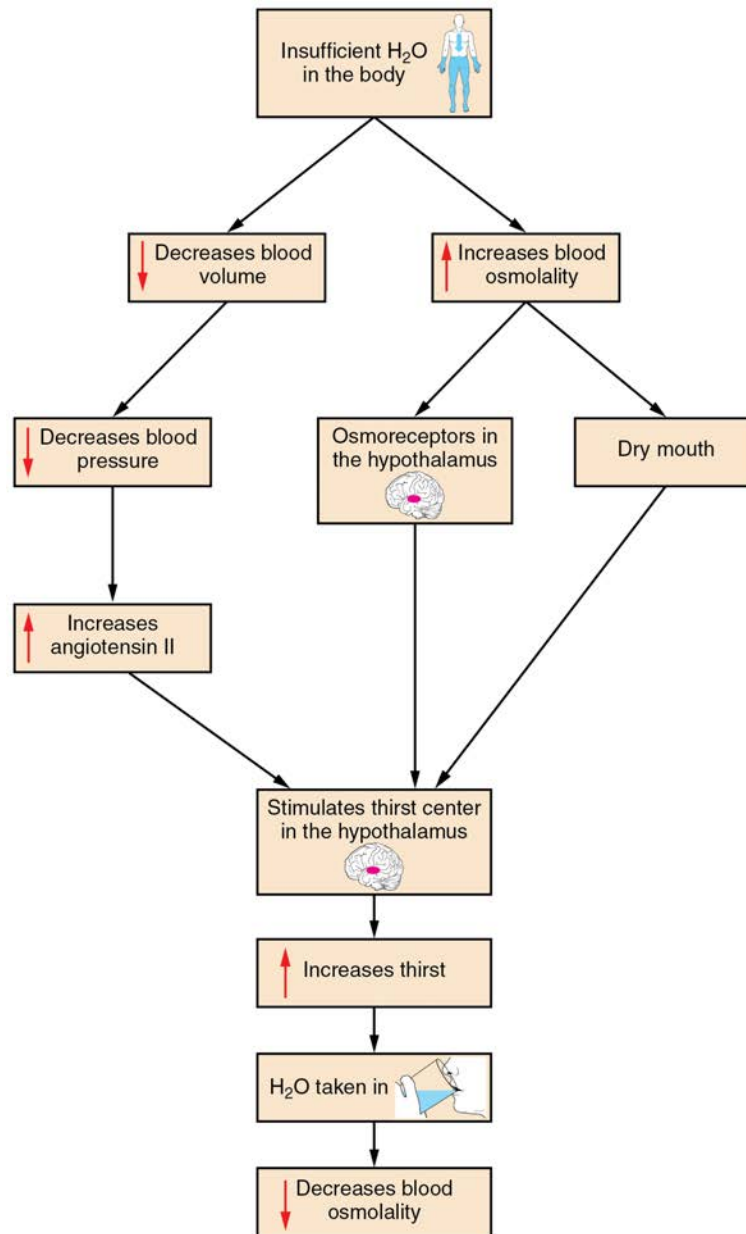 Insufficient H₂O
in the body
Decreases blood
volume
Increases blood
osmolality
Decreases blood
pressure
Osmoreceptors in
the hypothalamus
Dry mouth
Increases
angiotensin II
Stimulates thirst center
in the hypothalamus
Increases thirst
H₂O taken in
Decreases blood
osmolality